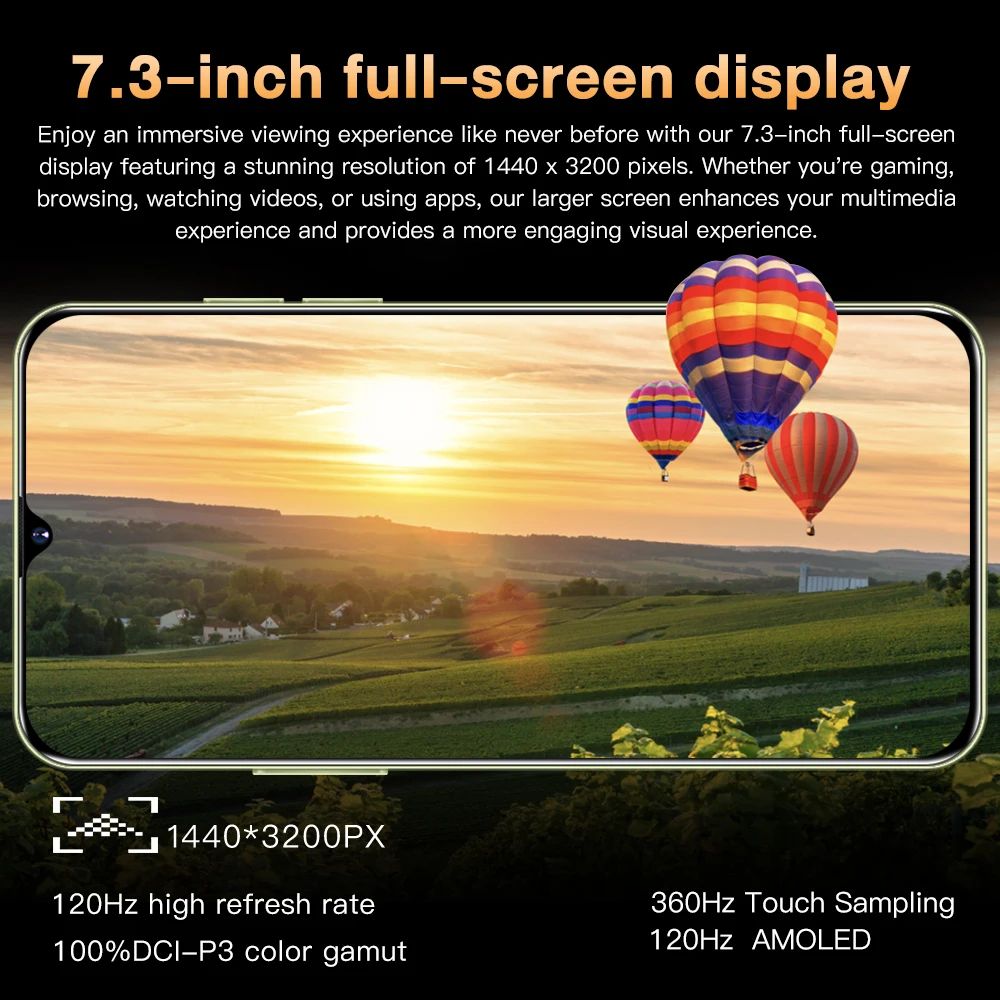 7.3-inch full-screen display
Enjoy an immersive viewing experience like never before with our 7.3-inch full-screen
display featuring a stunning resolution of 1440 x 3200 pixels. Whether you're gaming,
browsing, watching videos, or using apps, our larger screen enhances your multimedia
experience and provides a more engaging visual experience.
1440*3200PX
120Hz high refresh rate
100%DCI-P3 color gamut
360Hz Touch Sampling
120Hz AMOLED